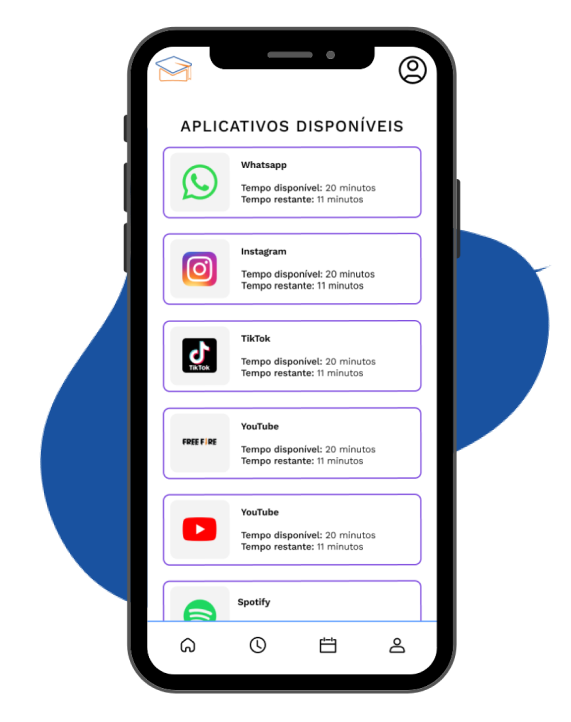 APLICATIVOS DISPONÍVEIS
Whatsapp
Tempo disponível: 20 minutos
Tempo restante: 11 minutos
Instagram
Tempo disponível: 20 minutos
Tempo restante: 11 minutos
TikTok
TikTok
Tempo disponível: 20 minutos
Tempo restante: 11 minutos
YouTube
FREE FIRE
Tempo disponível: 20 minutos
Tempo restante: 11 minutos
YouTube
Tempo disponível: 20 minutos
Tempo restante: 11 minutos
Spotify